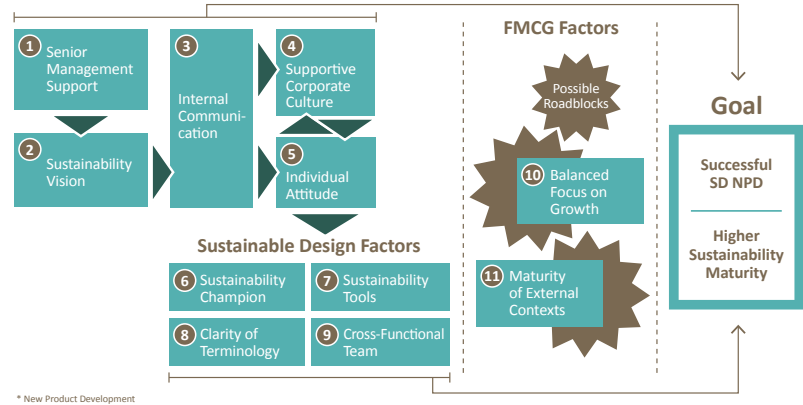 1
Senior
Management
Support
2
Sustainability
Vision
3
Internal
Communi-
cation
4
Supportive
Corporate
Culture
5
Individual
Attitude
Sustainable Design Factors
6
Sustainability
Champion
7
Sustainability
Tools
8
Clarity of
Terminology
9
Cross-Functional
Team
FMCG Factors
Possible
Roadblocks
10
Balanced
Focus on
Growth
11
Maturity
of External
Contexts
Goal
Successful
SD NPD
Higher
Sustainability
Maturity
* New Product Development